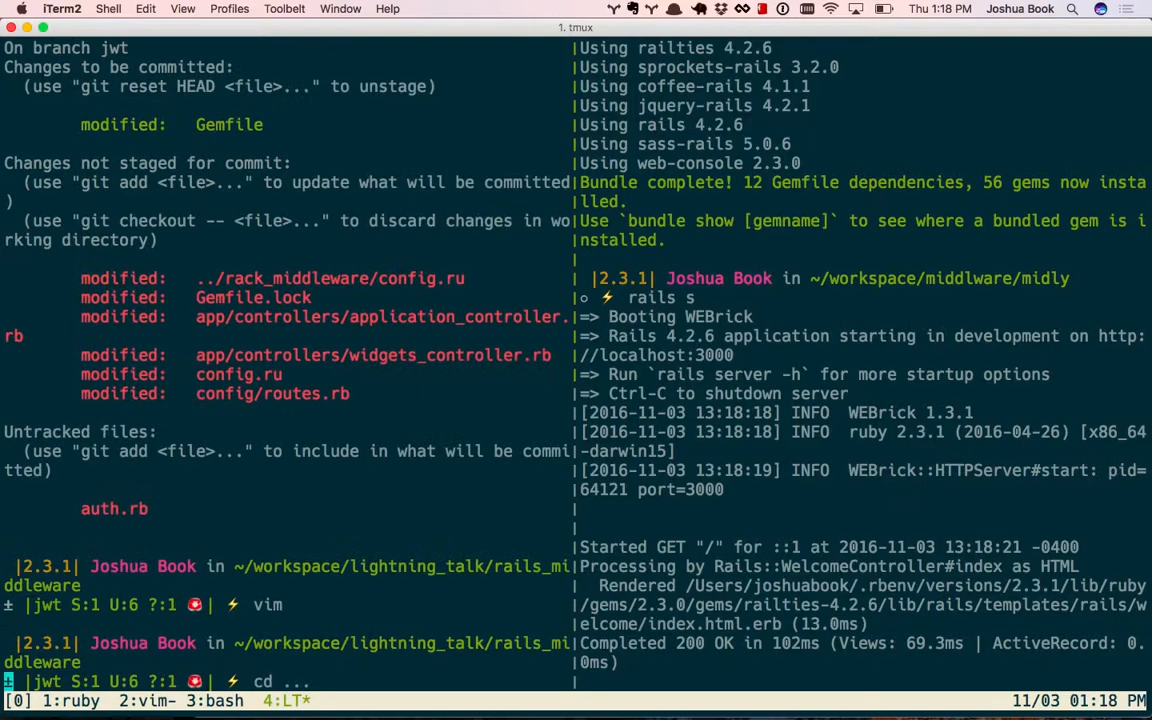 iTerm2 Shell Edit View Profiles Toolbelt Window Help Thu 1:18 PM Joshua Book
1. tmux
On branch jwt
Changes to be committed:
(use "git reset HEAD <file>..." to unstage)
modified: Gemfile
Changes not staged for commit:
(use "git add <file>..." to update what will be committed
)
(use "git checkout -- <file>..." to discard changes in wo
rking directory)
modified: ../rack_middleware/config.ru
modified: Gemfile.lock
modified: app/controllers/application_controller.
rb
modified: app/controllers/widgets_controller.rb
modified: config.ru
modified: config/routes.rb
Untracked files:
(use "git add <file>..." to include in what will be commi
tted)
auth.rb
|2.3.1| Joshua Book in ~/workspace/lightning_talk/rails_mi
ddleware
± |jwt S:1 U:6 ?:1 🚨| ⚡ vim
|2.3.1| Joshua Book in ~/workspace/lightning_talk/rails_mi
ddleware
± |jwt S:1 U:6 ?:1 🚨| ⚡ cd ...
Using railties 4.2.6
Using sprockets-rails 3.2.0
Using coffee-rails 4.1.1
Using jquery-rails 4.2.1
Using rails 4.2.6
Using sass-rails 5.0.6
Using web-console 2.3.0
Bundle complete! 12 Gemfile dependencies, 56 gems now insta
lled.
Use `bundle show [gemname]` to see where a bundled gem is i
nstalled.
|2.3.1| Joshua Book in ~/workspace/middlware/midly
○ ⚡ rails s
=> Booting WEBrick
=> Rails 4.2.6 application starting in development on http:
//localhost:3000
=> Run `rails server -h` for more startup options
=> Ctrl-C to shutdown server
[2016-11-03 13:18:18] INFO WEBrick 1.3.1
[2016-11-03 13:18:18] INFO ruby 2.3.1 (2016-04-26) [x86_64
-darwin15]
[2016-11-03 13:18:19] INFO WEBrick::HTTPServer#start: pid=
64121 port=3000
Started GET "/" for ::1 at 2016-11-03 13:18:21 -0400
Processing by Rails::WelcomeController#index as HTML
Rendered /Users/joshuabook/.rbenv/versions/2.3.1/lib/ruby
/gems/2.3.0/gems/railties-4.2.6/lib/rails/templates/rails/w
elcome/index.html.erb (13.0ms)
Completed 200 OK in 102ms (Views: 69.3ms | ActiveRecord: 0.
0ms)
[0] 1:ruby 2:vim- 3:bash 4:LT* 11/03 01:18 PM